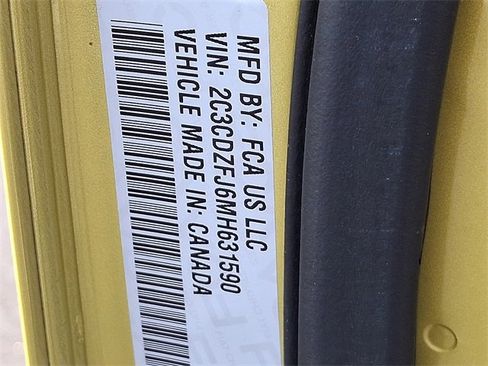 MFD BY: FCA US LLC
VIN: 2C3CDZFJ6MH631590
VEHICLE MADE IN: CANADA